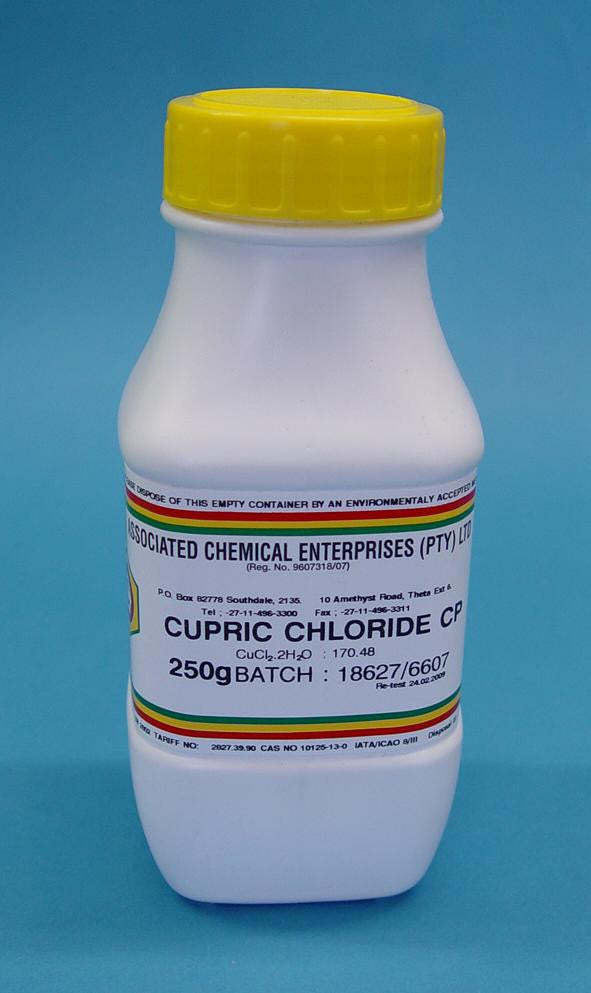 DISPOSE OF THIS EMPTY CONTAINER BY AN ENVIRONMENTALY ACCEPTED
ASSOCIATED CHEMICAL ENTERPRISES (PTY) LTD
(Reg. No. 9607318/07)
P.O. Box 82778 Southdale, 2135. 10 Amethyst Road, Theta Ext 6.
Tel ; -27-11-496-3300 Fax ; -27-11-496-3311
CUPRIC CHLORIDE CP
CuCl₂.2H₂O : 170.48
250g BATCH : 18627/6607
Re-test 24.02.2009
TARIFF NO: 2827.39.90 CAS NO 10125-13-0 IATA/ICAO 8/III Disposal